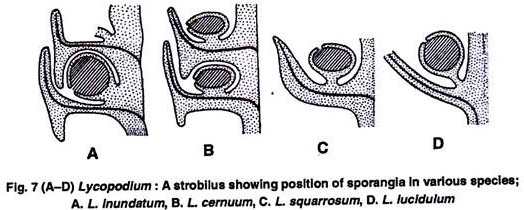 A
B
C
D
Fig. 7 (A–D) Lycopodium : A strobilus showing position of sporangia in various species;
A. L. inundatum, B. L. cernuum, C. L. squarrosum, D. L. lucidulum